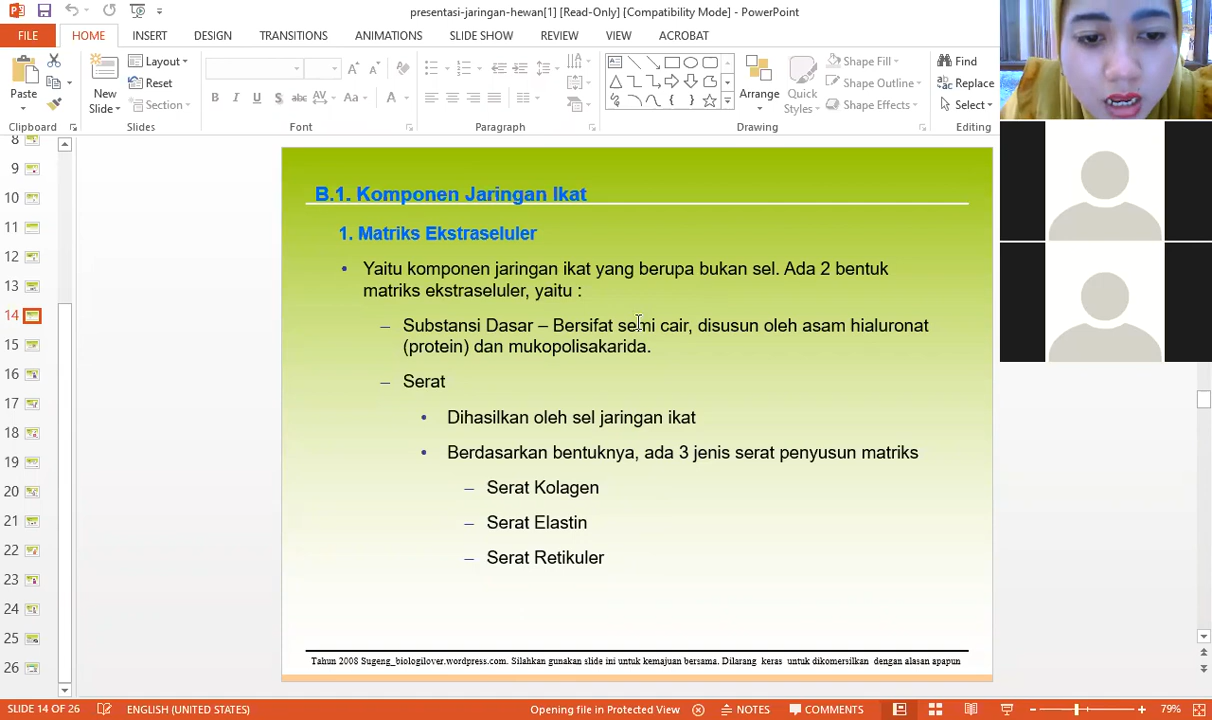 presentasi-jaringan-hewan[1] [Read-Only] [Compatibility Mode] - PowerPoint
FILE HOME INSERT DESIGN TRANSITIONS ANIMATIONS SLIDE SHOW REVIEW VIEW ACROBAT
Paste
New
Slide
Layout
Reset
Section
B I U S abc AV Aa A
Arrange
Quick
Styles
Shape Fill
Shape Outline
Shape Effects
Find
Replace
Select
Clipboard Slides Font Paragraph Drawing Editing
8
9
10
11
12
13
14
15
16
17
18
19
20
21
22
23
24
25
26
B.1. Komponen Jaringan Ikat
1. Matriks Ekstraseluler
• Yaitu komponen jaringan ikat yang berupa bukan sel. Ada 2 bentuk
matriks ekstraseluler, yaitu :
– Substansi Dasar – Bersifat semi cair, disusun oleh asam hialuronat
(protein) dan mukopolisakarida.
– Serat
• Dihasilkan oleh sel jaringan ikat
• Berdasarkan bentuknya, ada 3 jenis serat penyusun matriks
– Serat Kolagen
– Serat Elastin
– Serat Retikuler
Tahun 2008 Sugeng_biologilover.wordpress.com. Silahkan gunakan slide ini untuk kemajuan bersama. Dilarang keras untuk dikomersilkan dengan alasan apapun
SLIDE 14 OF 26 ENGLISH (UNITED STATES) Opening file in Protected View NOTES COMMENTS 79%